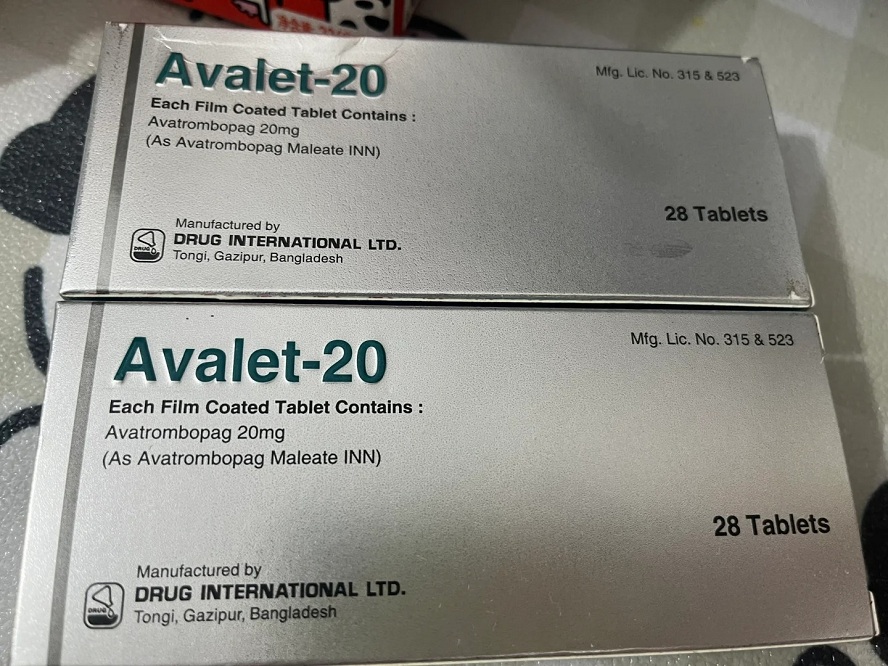 Avalet-20
Mfg. Lic. No. 315 & 523
Each Film Coated Tablet Contains :
Avatrombopag 20mg
(As Avatrombopag Maleate INN)
28 Tablets
Manufactured by
DRUG INTERNATIONAL LTD.
Tongi, Gazipur, Bangladesh
DRUG
Avalet-20
Mfg. Lic. No. 315 & 523
Each Film Coated Tablet Contains :
Avatrombopag 20mg
(As Avatrombopag Maleate INN)
28 Tablets
Manufactured by
DRUG INTERNATIONAL LTD.
Tongi, Gazipur, Bangladesh
DRUG